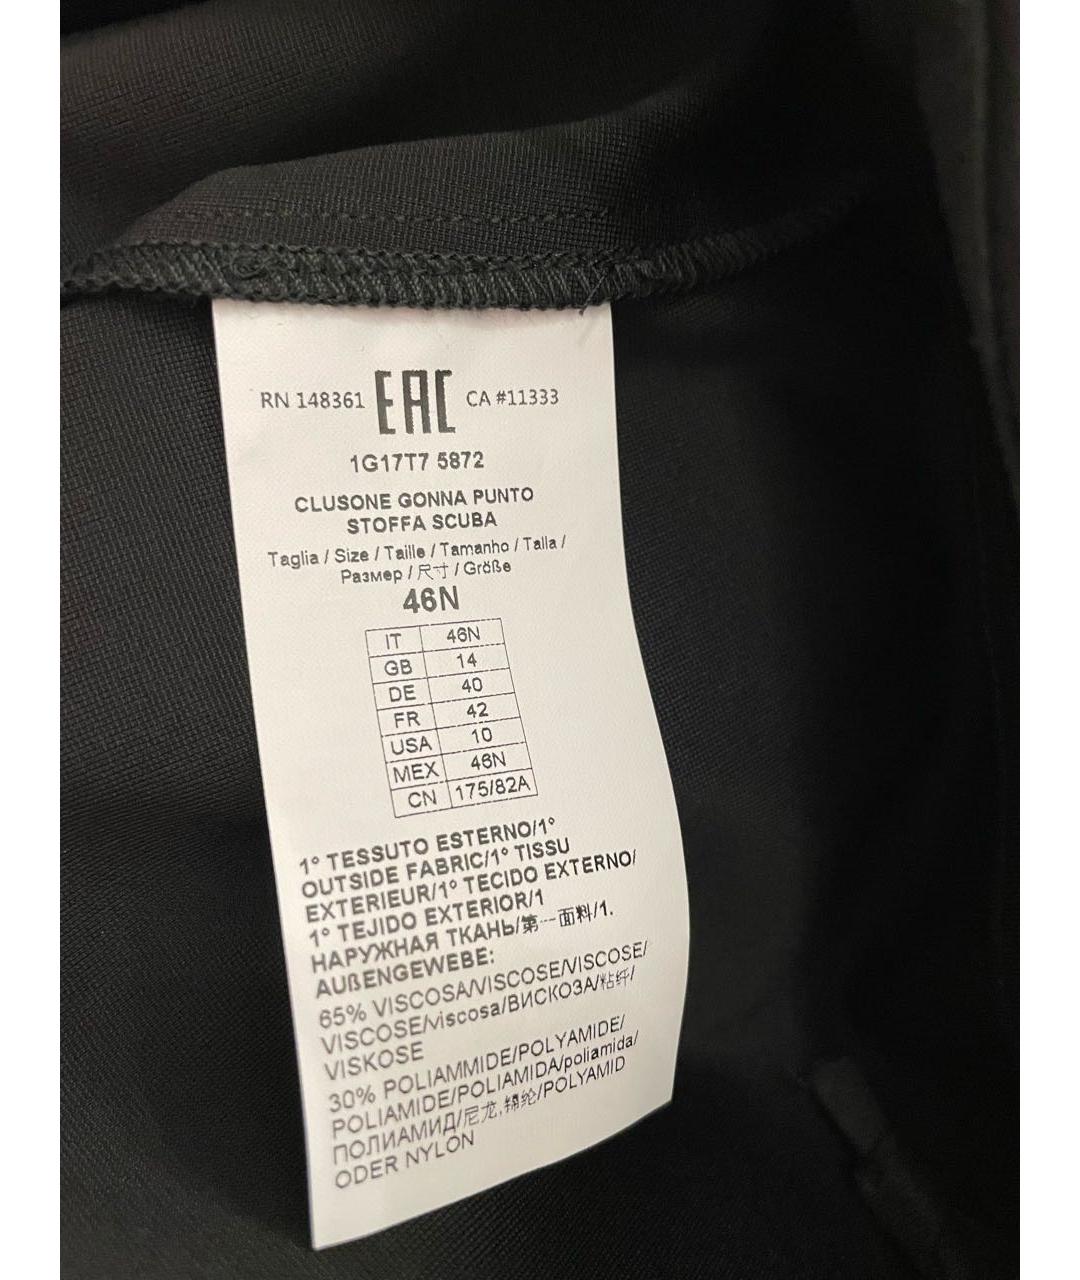 RN 148361 EAC CA #11333
1G17T7 5872
CLUSONE GONNA PUNTO
STOFFA SCUBA
Taglia / Size / Taille / Tamanho / Talla /
Размер / 尺寸 / Größe
46N
IT 46N
GB 14
DE 40
FR 42
USA 10
MEX 46N
CN 175/82A
1° TESSUTO ESTERNO/1°
OUTSIDE FABRIC/1° TISSU
EXTERIEUR/1° TECIDO EXTERNO/
1° TEJIDO EXTERIOR/1
НАРУЖНАЯ ТКАНЬ/第一面料/1.
AUßENGEWEBE:
65% VISCOSA/VISCOSE/VISCOSE/
VISCOSE/viscosa/ВИСКОЗА/粘纤/
VISKOSE
30% POLIAMMIDE/POLYAMIDE/
POLIAMIDE/POLIAMIDA/poliamida/
ПОЛИАМИД/尼龙,锦纶/POLYAMID
ODER NYLON